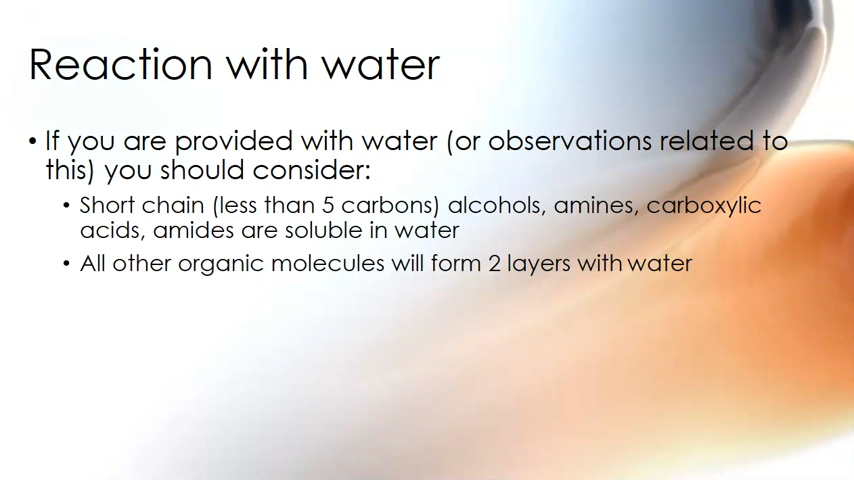 Reaction with water
• If you are provided with water (or observations related to
this) you should consider:
• Short chain (less than 5 carbons) alcohols, amines, carboxylic
acids, amides are soluble in water
• All other organic molecules will form 2 layers with water